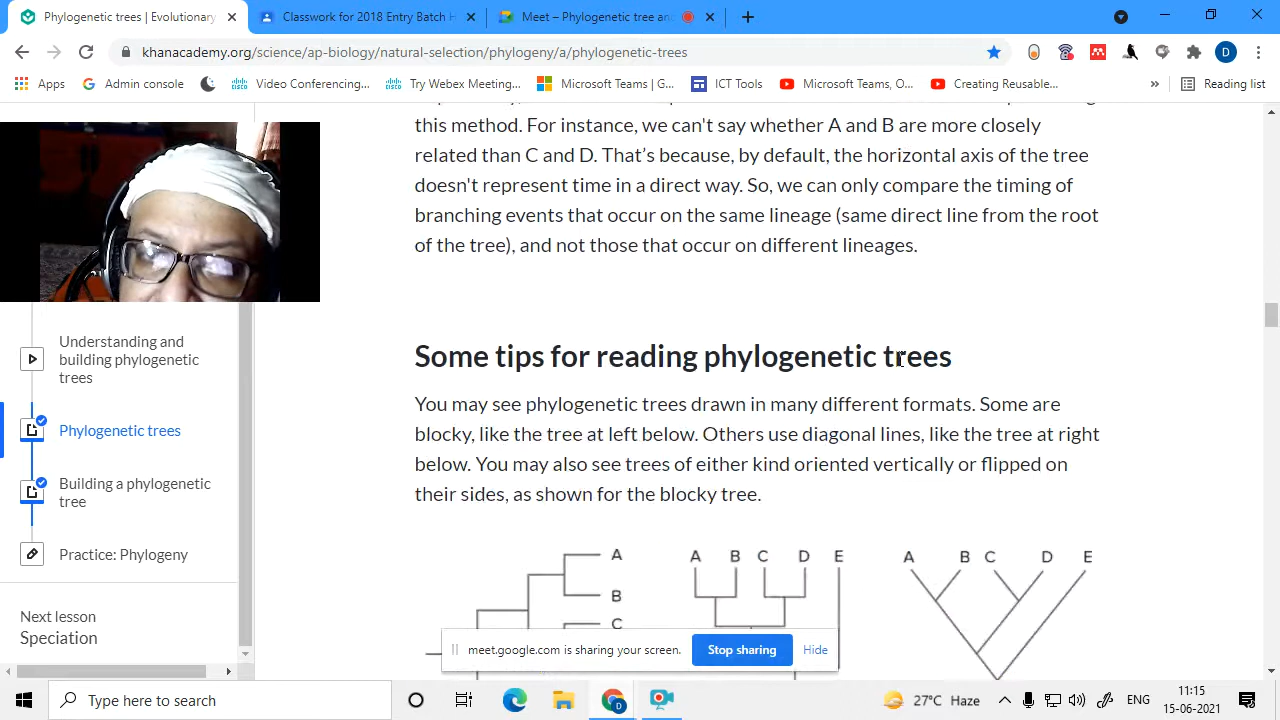 Phylogenetic trees | Evolutionary
Classwork for 2018 Entry Batch H
Meet – Phylogenetic tree and
khanacademy.org/science/ap-biology/natural-selection/phylogeny/a/phylogenetic-trees
D
Apps
Admin console
Video Conferencing...
Try Webex Meeting...
Microsoft Teams | G...
ICT Tools
Microsoft Teams, O...
Creating Reusable...
»
Reading list
this method. For instance, we can't say whether A and B are more closely
related than C and D. That's because, by default, the horizontal axis of the tree
doesn't represent time in a direct way. So, we can only compare the timing of
branching events that occur on the same lineage (same direct line from the root
of the tree), and not those that occur on different lineages.
Understanding and
building phylogenetic
trees
Phylogenetic trees
Building a phylogenetic
tree
Practice: Phylogeny
Next lesson
Speciation
Some tips for reading phylogenetic trees
You may see phylogenetic trees drawn in many different formats. Some are
blocky, like the tree at left below. Others use diagonal lines, like the tree at right
below. You may also see trees of either kind oriented vertically or flipped on
their sides, as shown for the blocky tree.
A
B
C
A B C D E
A B C D E
meet.google.com is sharing your screen.
Stop sharing
Hide
Type here to search
D
27°C Haze
ENG
11:15
15-06-2021